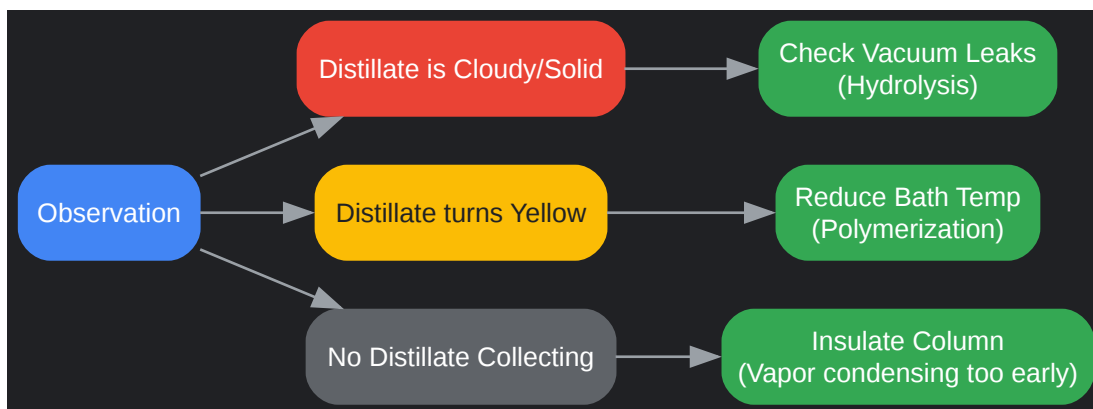 Observation
Distillate is Cloudy/Solid
Check Vacuum Leaks
(Hydrolysis)
Distillate turns Yellow
Reduce Bath Temp
(Polymerization)
No Distillate Collecting
Insulate Column
(Vapor condensing too early)